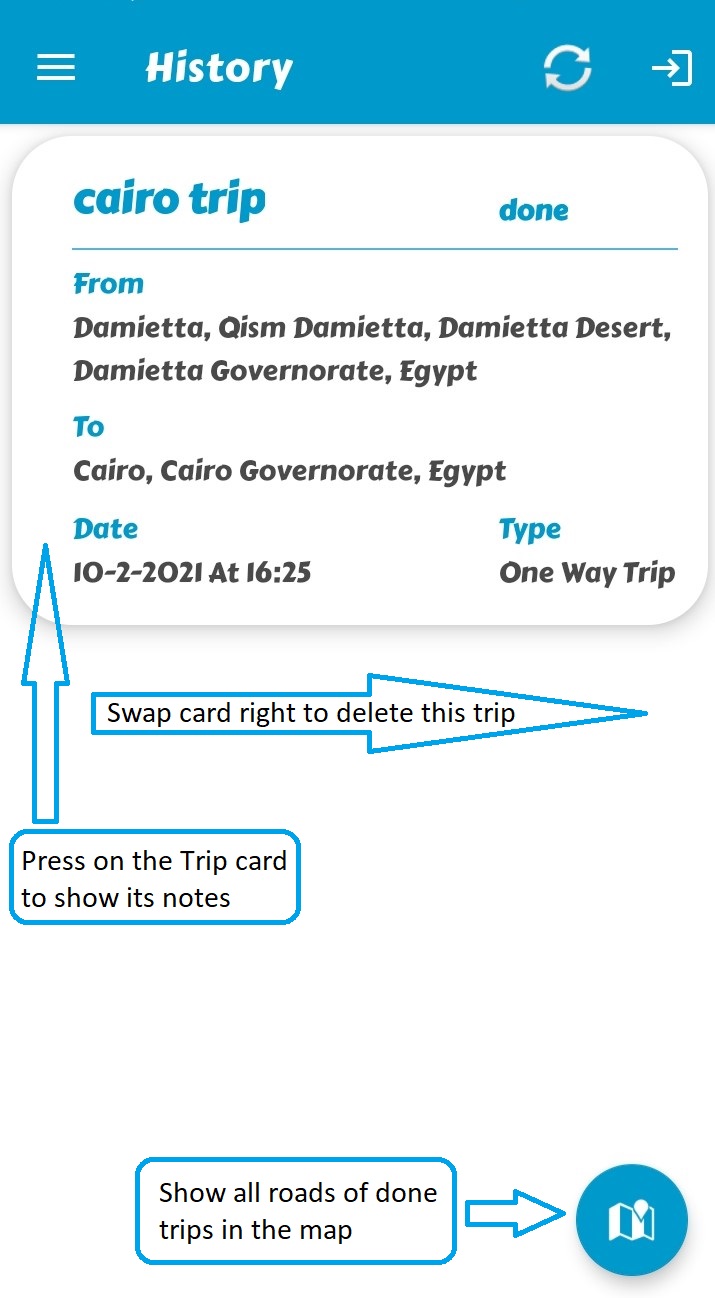 History
cairo trip
done
From
Damietta, Qism Damietta, Damietta Desert,
Damietta Governorate, Egypt
To
Cairo, Cairo Governorate, Egypt
Date
Type
10-2-2021 At 16:25
One Way Trip
Swap card right to delete this trip
Press on the Trip card
to show its notes
Show all roads of done
trips in the map